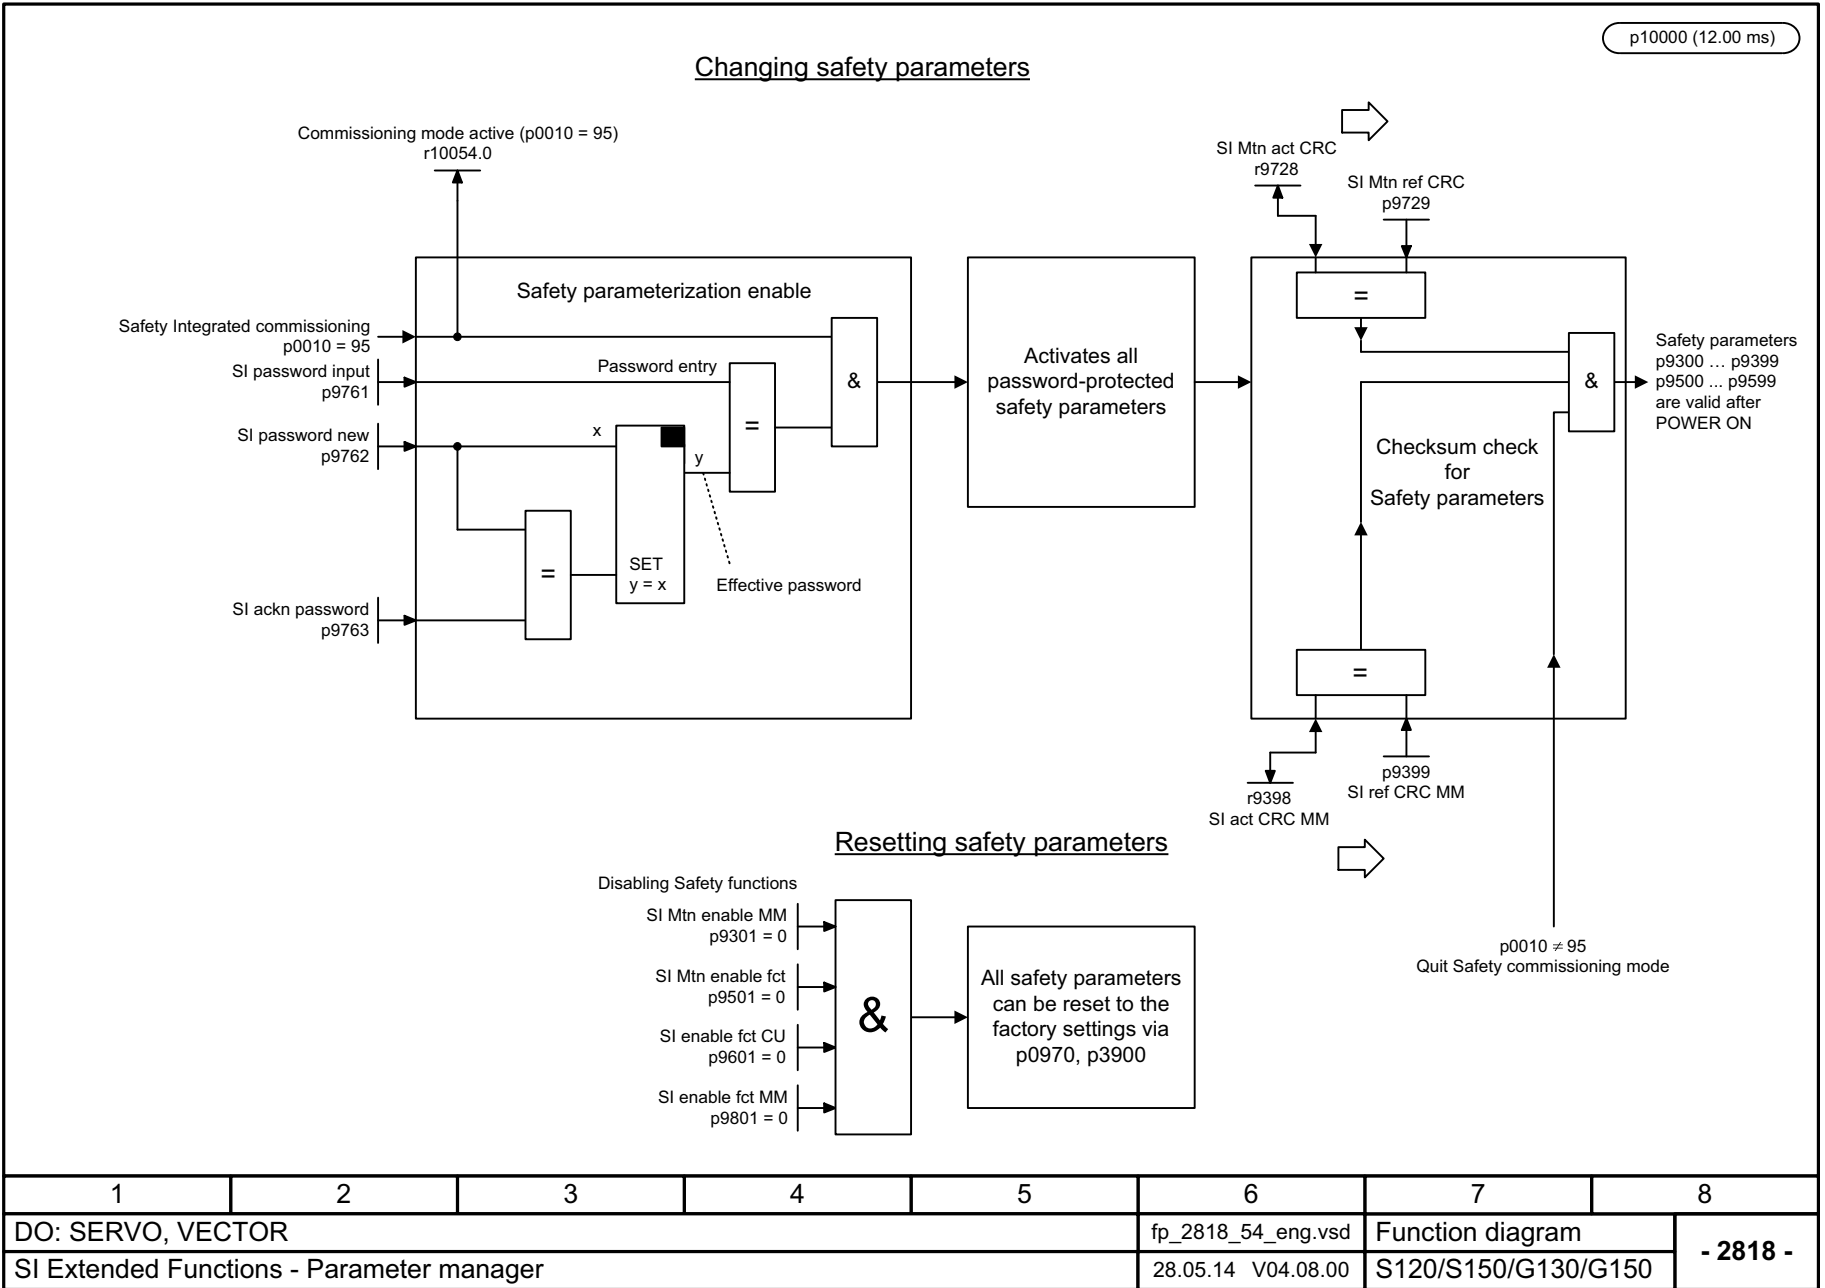 p10000 (12.00 ms)
Changing safety parameters
Commissioning mode active (p0010 = 95)
r10054.0
SI Mtn act CRC
r9728
SI Mtn ref CRC
p9729
Safety parameterization enable
Safety Integrated commissioning
p0010 = 95
SI password input
p9761
SI password new
p9762
SI ackn password
p9763
Password entry
x
y
=
&
=
SET
y = x
=
Effective password
Activates all
password-protected
safety parameters
=
&
Checksum check
for
Safety parameters
=
Safety parameters
p9300 … p9399
p9500 ... p9599
are valid after
POWER ON
r9398
SI act CRC MM
p9399
SI ref CRC MM
p0010 ≠ 95
Quit Safety commissioning mode
Resetting safety parameters
Disabling Safety functions
SI Mtn enable MM
p9301 = 0
SI Mtn enable fct
p9501 = 0
SI enable fct CU
p9601 = 0
SI enable fct MM
p9801 = 0
&
All safety parameters
can be reset to the
factory settings via
p0970, p3900
1 2 3 4 5 6 7 8
DO: SERVO, VECTOR
fp_2818_54_eng.vsd
Function diagram
- 2818 -
SI Extended Functions - Parameter manager
28.05.14 V04.08.00
S120/S150/G130/G150